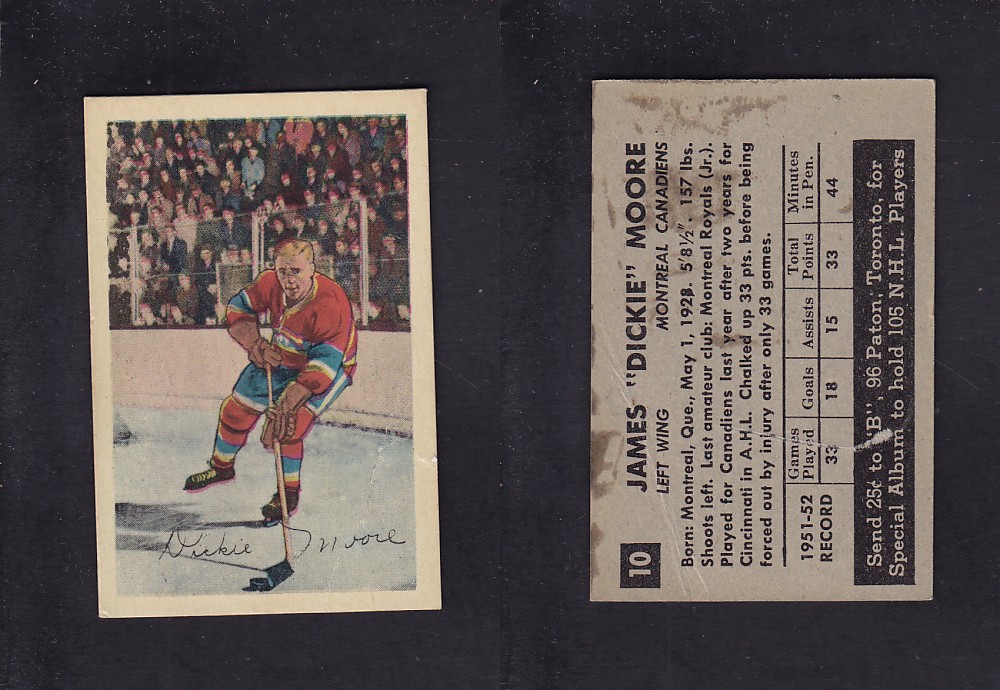 Dickie Moore
10
JAMES "DICKIE" MOORE
LEFT WING MONTREAL CANADIENS
Born: Montreal, Que., May 1, 1928. 5'8½". 157 lbs.
Shoots left. Last amateur club: Montreal Royals (Jr.).
Played for Canadiens last year after two years for
Cincinnati in A.H.L. Chalked up 33 pts. before being
forced out by injury after only 33 games.
1951-52 RECORD
Games Played Goals Assists Total Points Minutes in Pen.
33 18 15 33 44
Send 25¢ to "B", 96 Paton, Toronto, for
Special Album to hold 105 N.H.L. Players